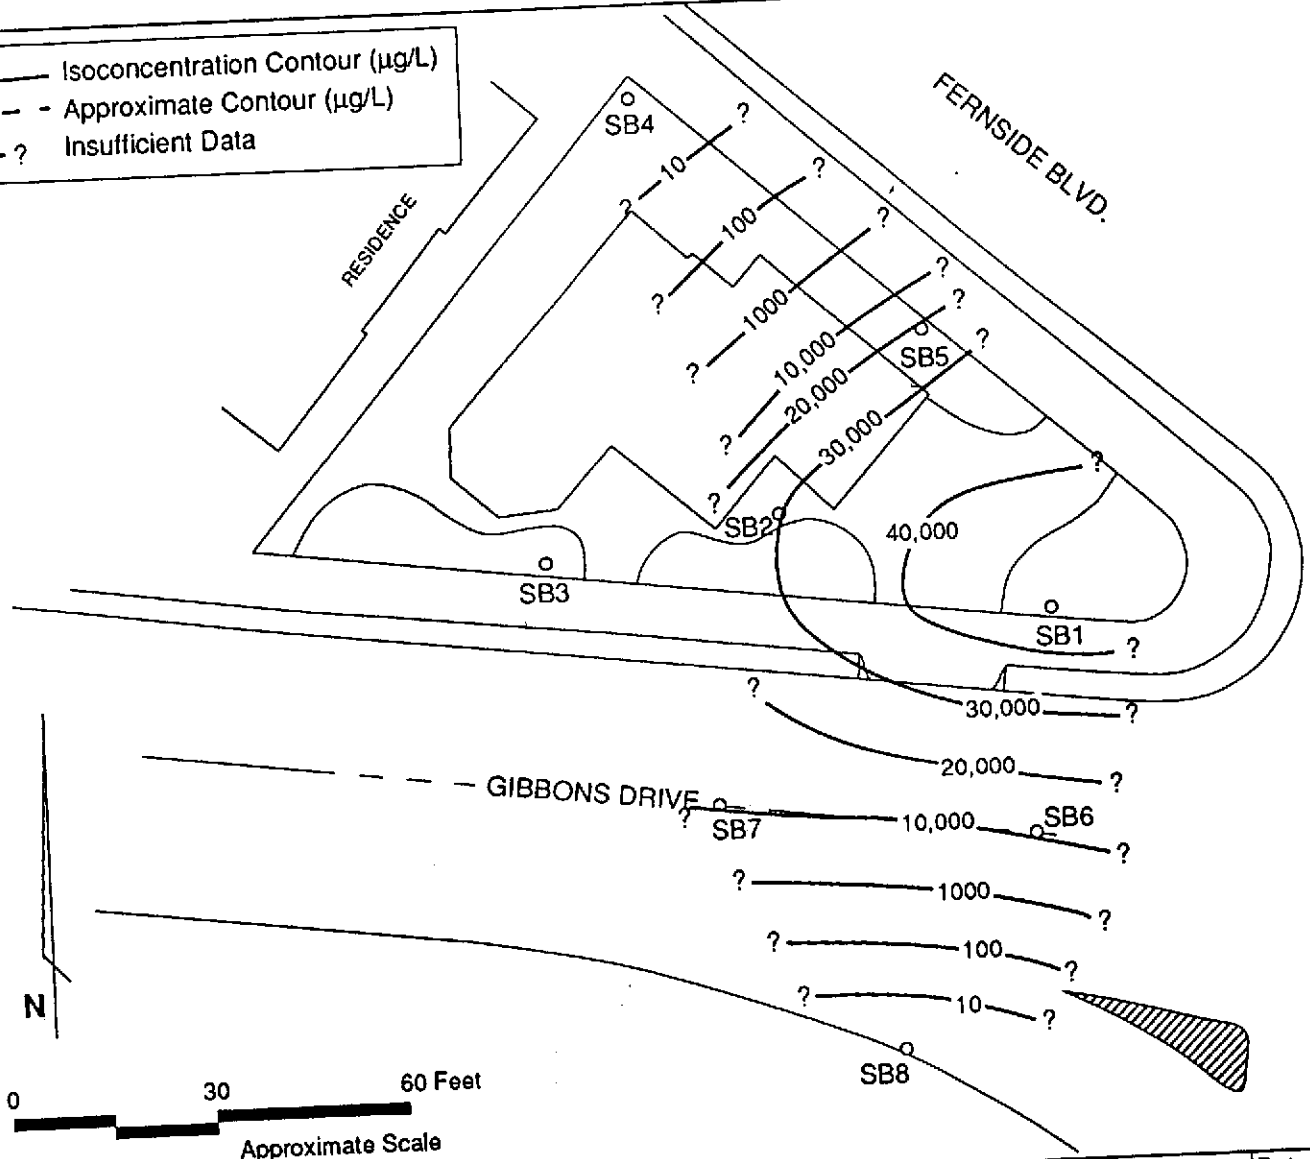 Isoconcentration Contour (µg/L)
Approximate Contour (µg/L)
? Insufficient Data
FERNSIDE BLVD.
RESIDENCE
SB4
?
10
?
?
100
?
?
1000
?
?
10,000
?
?
20,000
?
SB5
?
30,000
SB2
?
40,000
SB3
SB1
?
?
30,000
?
20,000
?
GIBBONS DRIVE
?
SB7
10,000
SB6
?
?
1000
?
?
100
?
?
10
?
SB8
N
0 30 60 Feet
Approximate Scale